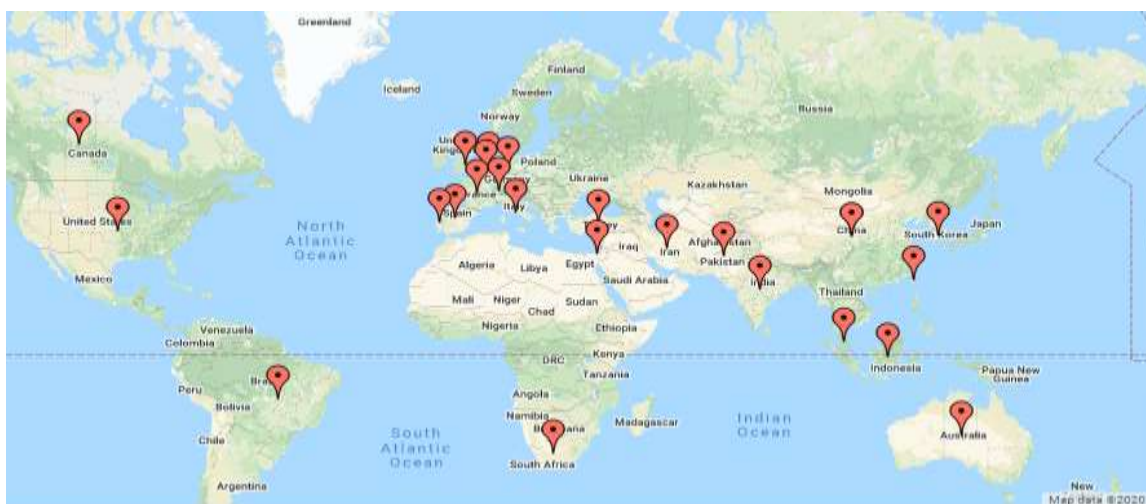 Greenland
Iceland
Finland
Sweden
Norway
Russia
Canada
Poland
Ukraine
Kazakhstan
Mongolia
United States
Spain
Italy
China
Japan
South Korea
North
Atlantic
Ocean
Iraq
Iran
Afghanistan
Pakistan
Mexico
Algeria
Libya
Egypt
Saudi Arabia
India
Thailand
Mali
Niger
Chad
Sudan
Nigeria
Ethiopia
Venezuela
Colombia
DRC
Kenya
Tanzania
Indonesia
Papua New
Guinea
Peru
Bolivia
Angola
Namibia
Madagascar
Indian
Ocean
Australia
Chile
South
Atlantic
Ocean
South Africa
Argentina
New
Map data ©2020